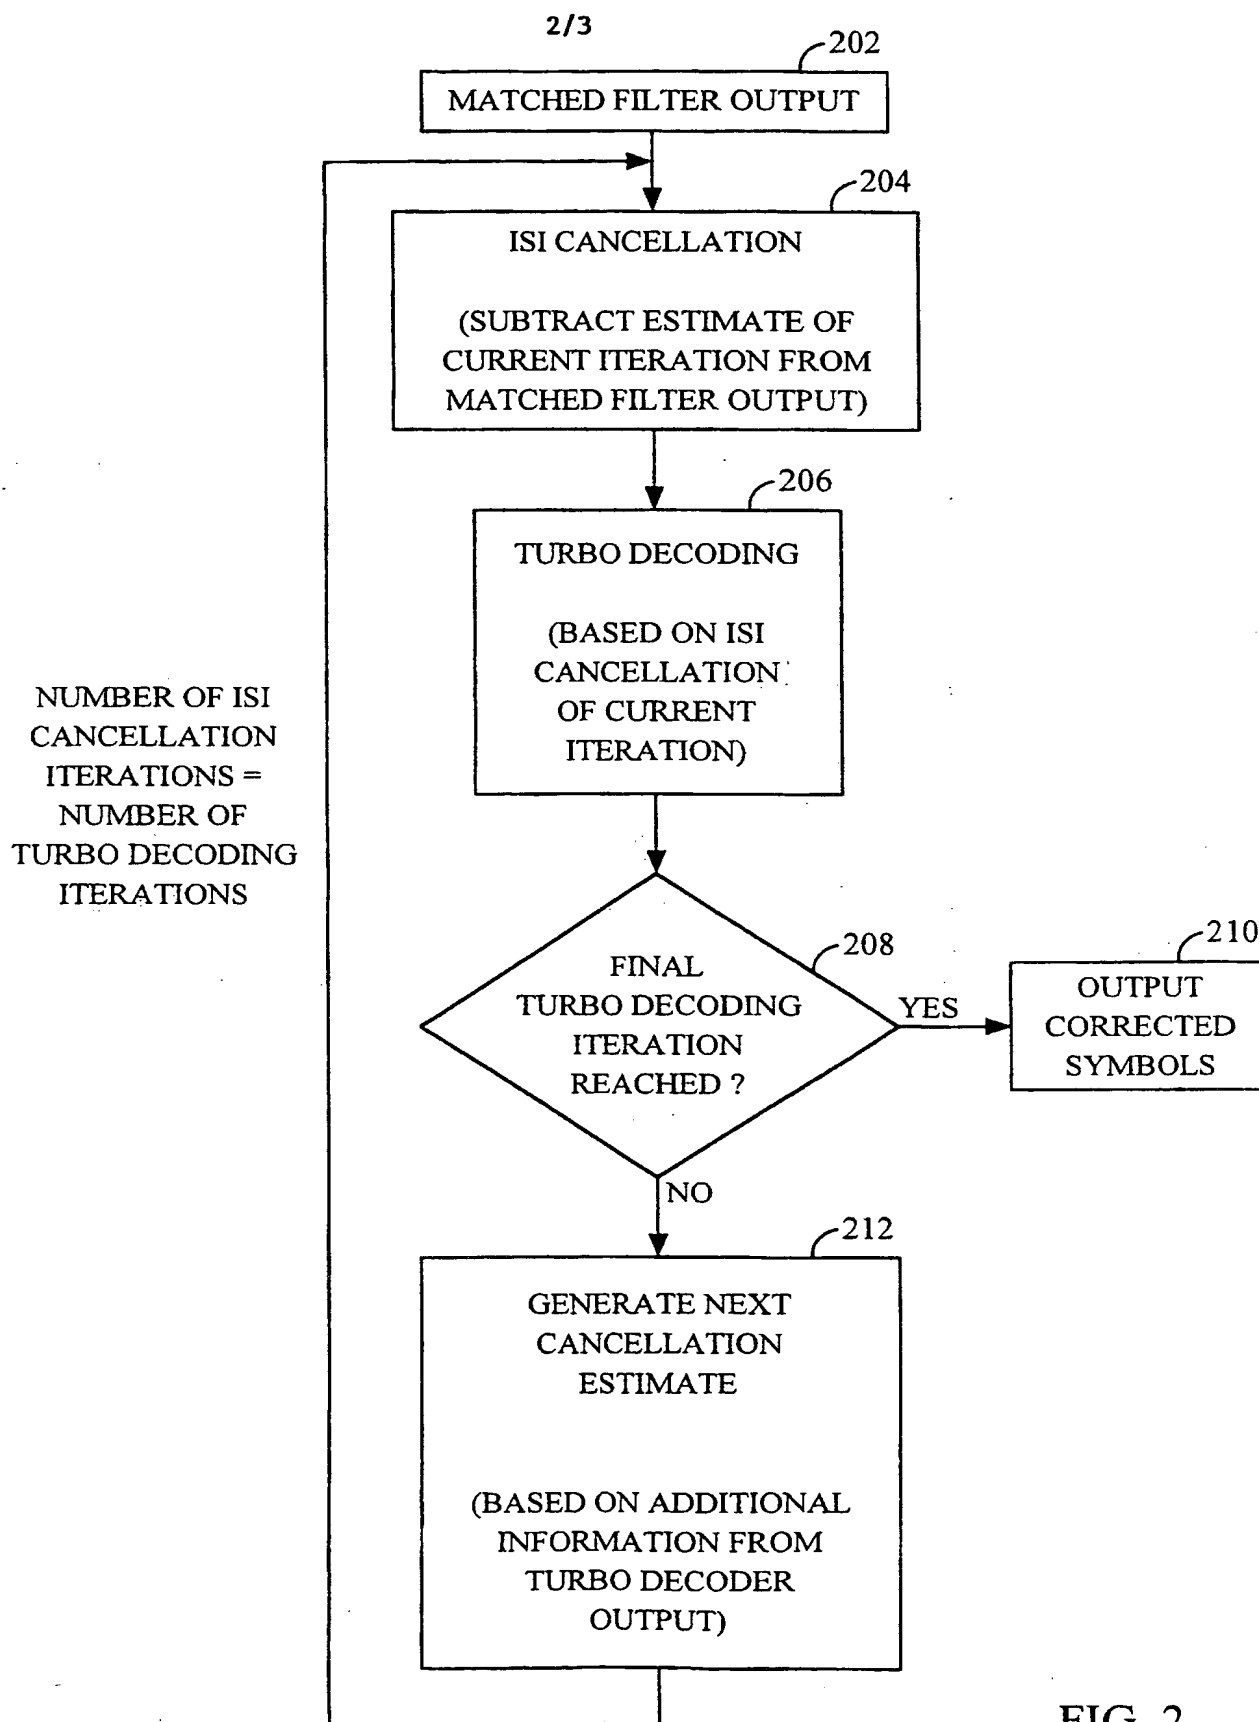 2/3
202
MATCHED FILTER OUTPUT
204
ISI CANCELLATION
(SUBTRACT ESTIMATE OF
CURRENT ITERATION FROM
MATCHED FILTER OUTPUT)
206
TURBO DECODING
(BASED ON ISI
CANCELLATION
OF CURRENT
ITERATION)
NUMBER OF ISI
CANCELLATION
ITERATIONS =
NUMBER OF
TURBO DECODING
ITERATIONS
208
FINAL
TURBO DECODING
ITERATION
REACHED ?
YES
210
OUTPUT
CORRECTED
SYMBOLS
NO
212
GENERATE NEXT
CANCELLATION
ESTIMATE
(BASED ON ADDITIONAL
INFORMATION FROM
TURBO DECODER
OUTPUT)
FIG. 2